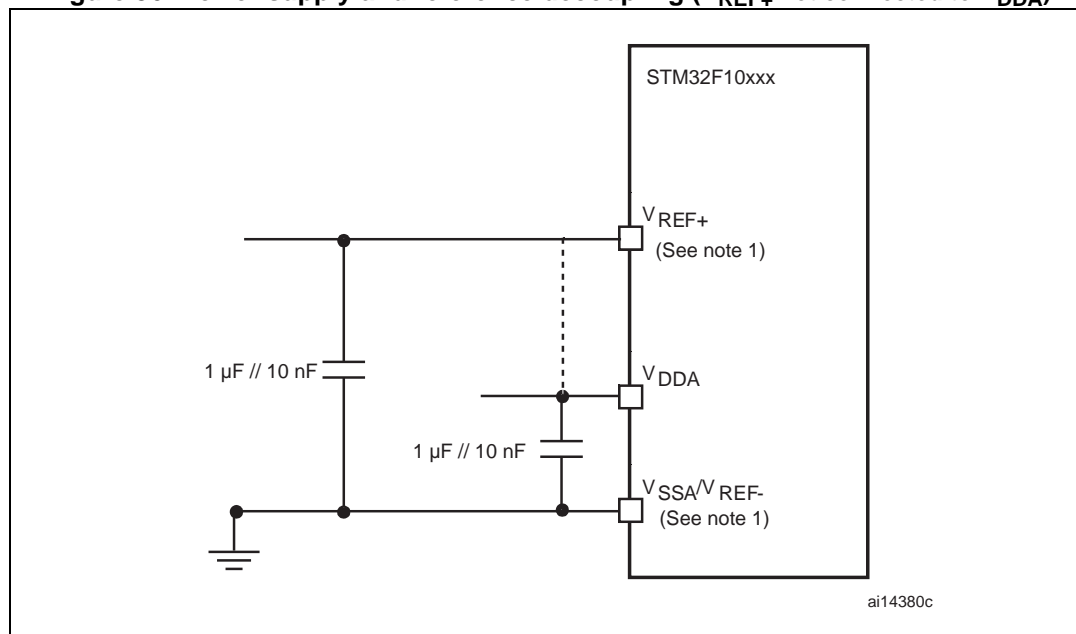 STM32F10xxx
VREF+
(See note 1)
1 µF // 10 nF
VDDA
1 µF // 10 nF
VSSA/VREF-
(See note 1)
ai14380c